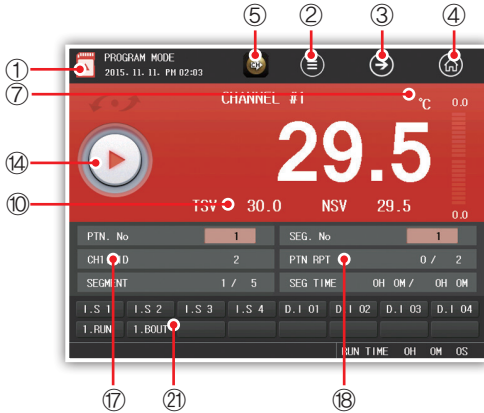 ⑤ ② ③ ④
①
PROGRAM MODE
2015. 11. 11. PM 02:03
⑦
CHANNEL #1
℃ 0.0
⑭
29.5
⑩
TSV 30.0 NSV 29.5
0.0
PTN. No 1 SEG. No 1
PTN RPT 0 / 2
2
SEGMENT 1 / 5 SEG TIME 0H 0M / 0H 0M
I.S 1 I.S 2 I.S 3 I.S 4 D.I 01 D.I 02 D.I 03 D.I 04
1.RUN 1.BOUT
RUN TIME 0H 0M 0S
⑰ ㉑ ⑱